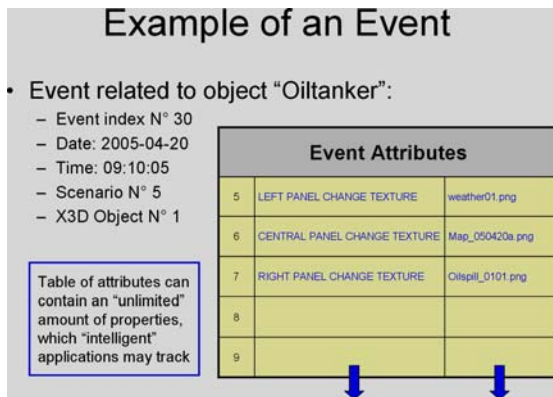 Example of an Event
• Event related to object “Oiltanker”:
– Event index N° 30
– Date: 2005-04-20
– Time: 09:10:05
– Scenario N° 5
– X3D Object N° 1
Table of attributes can
contain an “unlimited”
amount of properties,
which “intelligent”
applications may track
Event Attributes
5 LEFT PANEL CHANGE TEXTURE weather01.png
6 CENTRAL PANEL CHANGE TEXTURE Map_050420a.png
7 RIGHT PANEL CHANGE TEXTURE Oilspill_0101.png
8
9